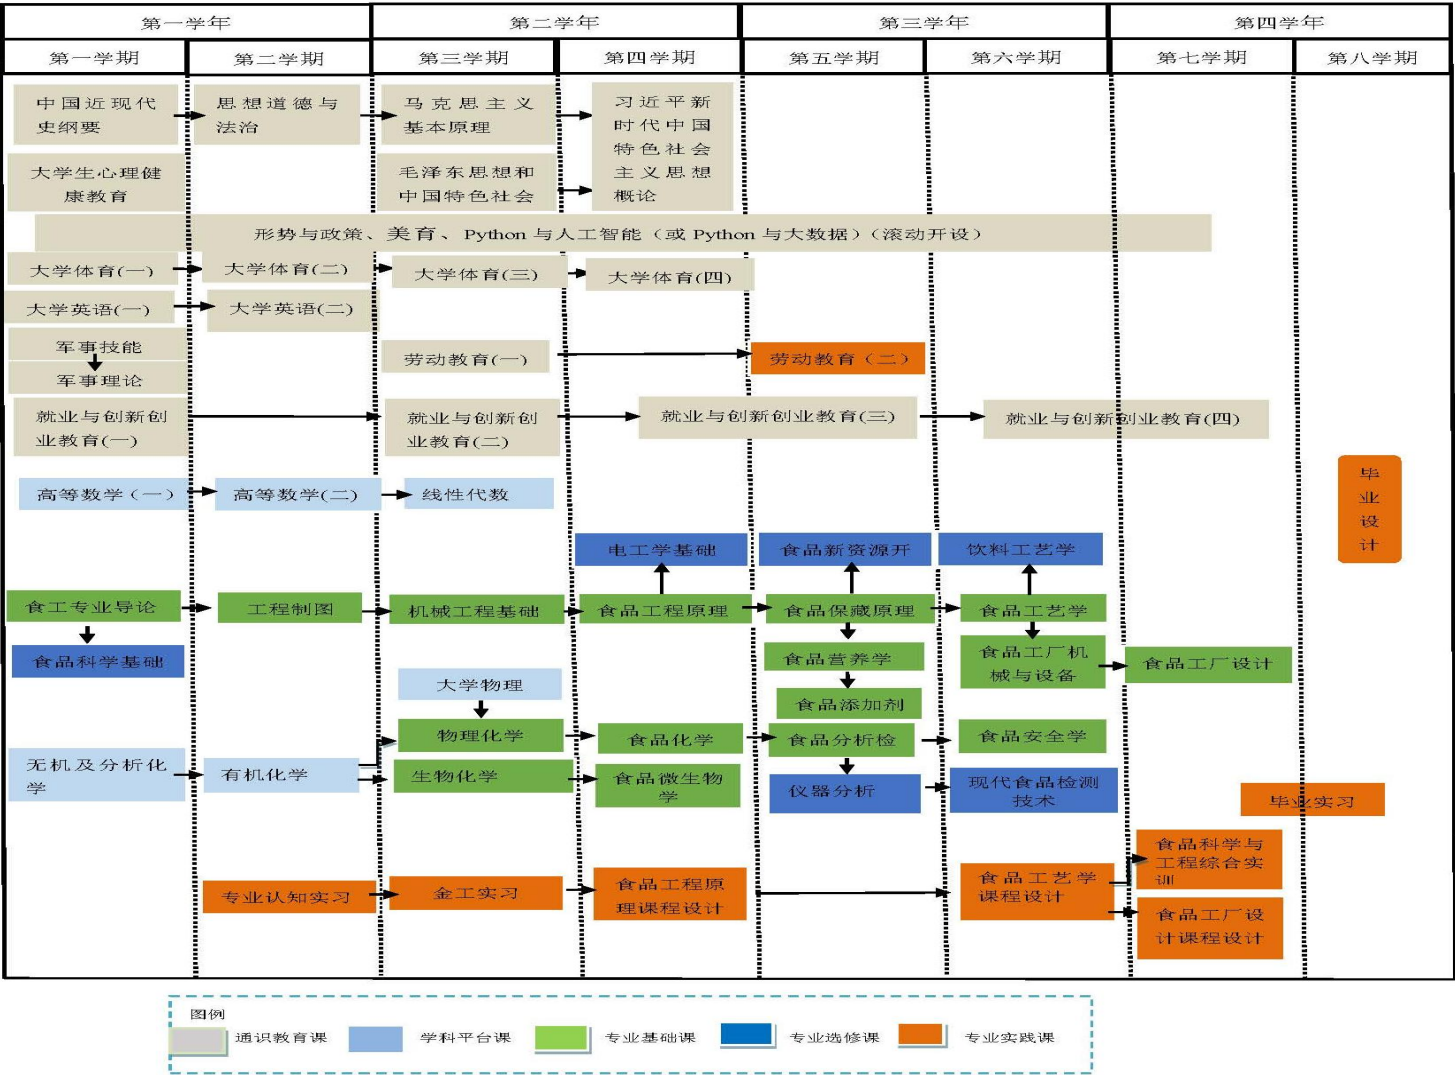 第一学年
第二学年
第三学年
第四学年
第一学期
第二学期
第三学期
第四学期
第五学期
第六学期
第七学期
第八学期
中国近现代
史纲要
思想道德与
法治
马克思主义
基本原理
习近平新
时代中国
特色社会
主义思想
概论
大学生心理健
康教育
毛泽东思想和
中国特色社会
形势与政策、美育、Python 与人工智能（或 Python 与大数据）（滚动开设）
大学体育(一)
大学体育(二)
大学体育(三)
大学体育(四)
大学英语(一)
大学英语(二)
军事技能
军事理论
劳动教育(一)
劳动教育（二）
就业与创新创
业教育(一)
就业与创新创
业教育(二)
就业与创新创业教育(三)
就业与创新创业教育(四)
高等数学（一）
高等数学(二)
线性代数
毕
业
设
计
电工学基础
食品新资源开
饮料工艺学
食工专业导论
工程制图
机械工程基础
食品工程原理
食品保藏原理
食品工艺学
食品科学基础
食品营养学
食品工厂机
械与设备
食品工厂设计
大学物理
食品添加剂
物理化学
食品化学
食品分析检
食品安全学
无机及分析化
学
有机化学
生物化学
食品微生物
学
仪器分析
现代食品检测
技术
毕业实习
专业认知实习
金工实习
食品工程原
理课程设计
食品工艺学
课程设计
食品科学与
工程综合实
训
食品工厂设
计课程设计
图例
通识教育课
学科平台课
专业基础课
专业选修课
专业实践课